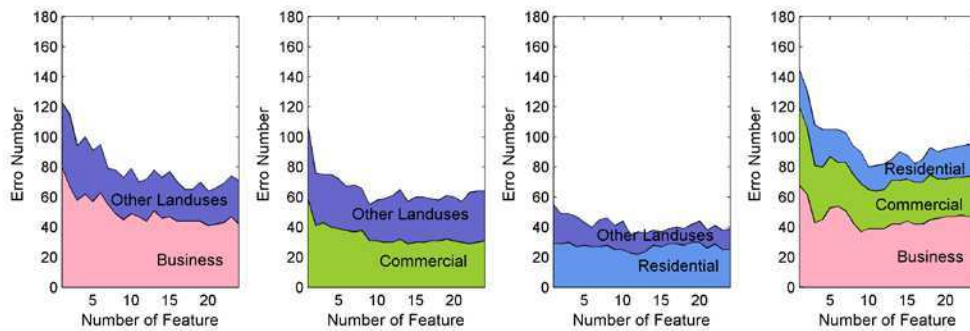 180 180 180 180
160 160 160 160
140 140 140 140
120 120 120 120
100 100 100 100
80 80 80 80
60 60 60 60
40 40 40 40
20 20 20 20
0 0 0 0
Erro Number Erro Number Erro Number Erro Number
Other Landuses Other Landuses Other Landuses Residential
Commercial
Business Commercial Residential Business
5 10 15 20 5 10 15 20 5 10 15 20 5 10 15 20
Number of Feature Number of Feature Number of Feature Number of Feature